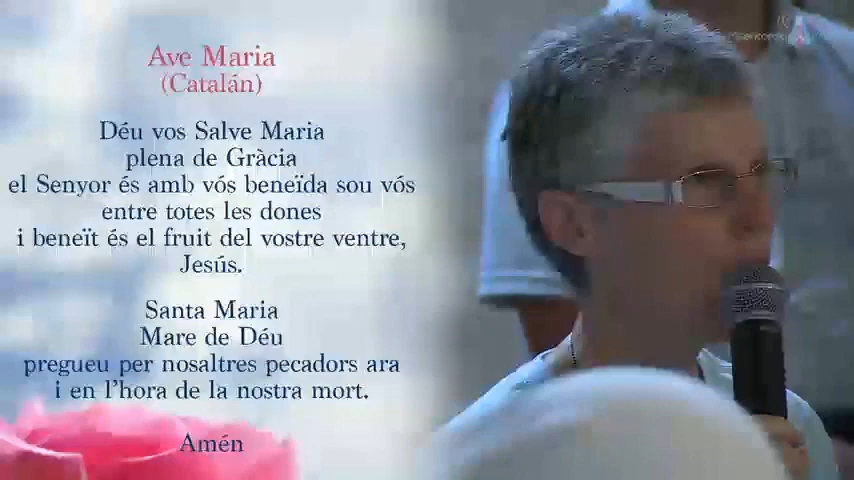 Ave Maria
(Catalán)
Déu vos Salve Maria
plena de Gràcia
el Senyor és amb vós beneïda sou vós
entre totes les dones
i beneït és el fruit del vostre ventre,
Jesús.
Santa Maria
Mare de Déu
pregueu per nosaltres pecadors ara
i en l'hora de la nostra mort.
Amén